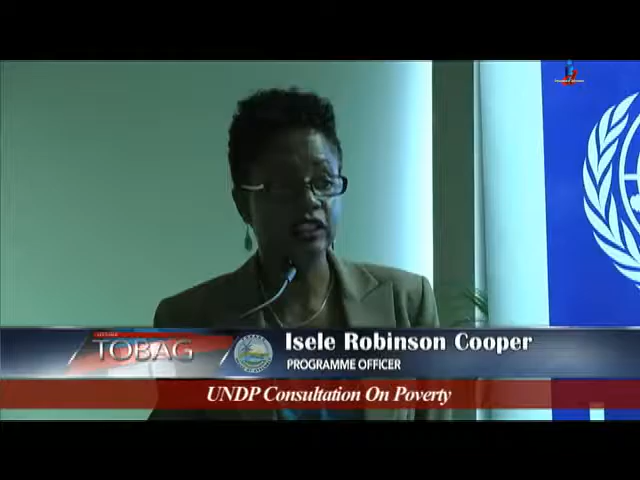 Isele Robinson Cooper
TOBAG
PROGRAMME OFFICER
UNDP Consultation On Poverty